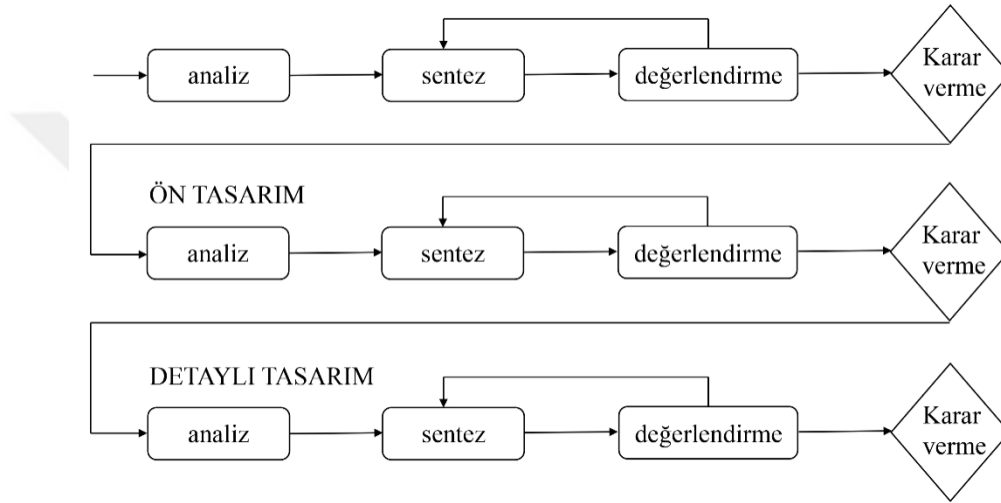 analiz
sentez
değerlendirme
Karar
verme
ÖN TASARIM
analiz
sentez
değerlendirme
Karar
verme
DETAYLI TASARIM
analiz
sentez
değerlendirme
Karar
verme